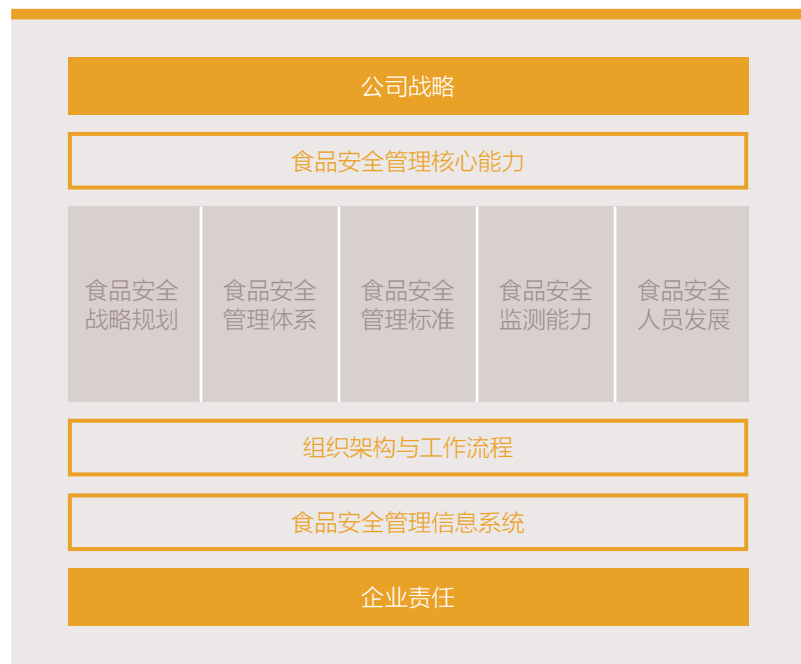 公司战略
食品安全管理核心能力
食品安全
战略规划
食品安全
管理体系
食品安全
管理标准
食品安全
监测能力
食品安全
人员发展
组织架构与工作流程
食品安全管理信息系统
企业责任